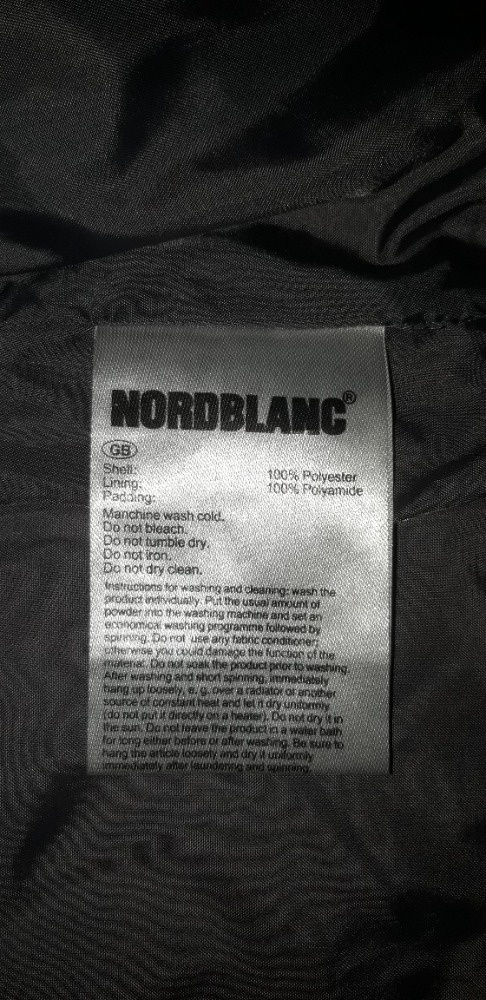 NORDBLANC®
GB
Shell: 100% Polyester
Lining: 100% Polyamide
Padding:
Manchine wash cold.
Do not bleach.
Do not tumble dry.
Do not iron.
Do not dry clean.
Instructions for washing and cleaning: wash the
product individually. Put the usual amount of
powder into the washing machine and set an
economical washing programme followed by
spinning. Do not use any fabric conditioner;
otherwise you could damage the function of the
material. Do not soak the product prior to washing.
After washing and short spinning, immediately
hang up loosely, e. g. over a radiator or another
source of constant heat and let it dry uniformly
(do not put it directly on a heater). Do not dry it in
the sun. Do not leave the product in a water bath
for long either before or after washing. Be sure to
hang the article loosely and dry it uniformly
immediately after laundering and spinning.